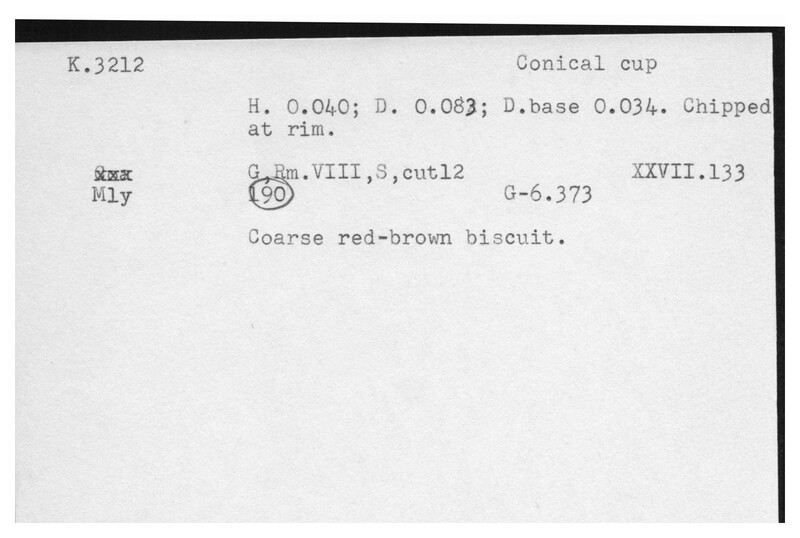 K.3212 Conical cup
H. 0.040; D. 0.083; D.base 0.034. Chipped
at rim.
G,Rm.VIII,S,cut12 XXVII.133
Mly 190 G-6.373
Coarse red-brown biscuit.